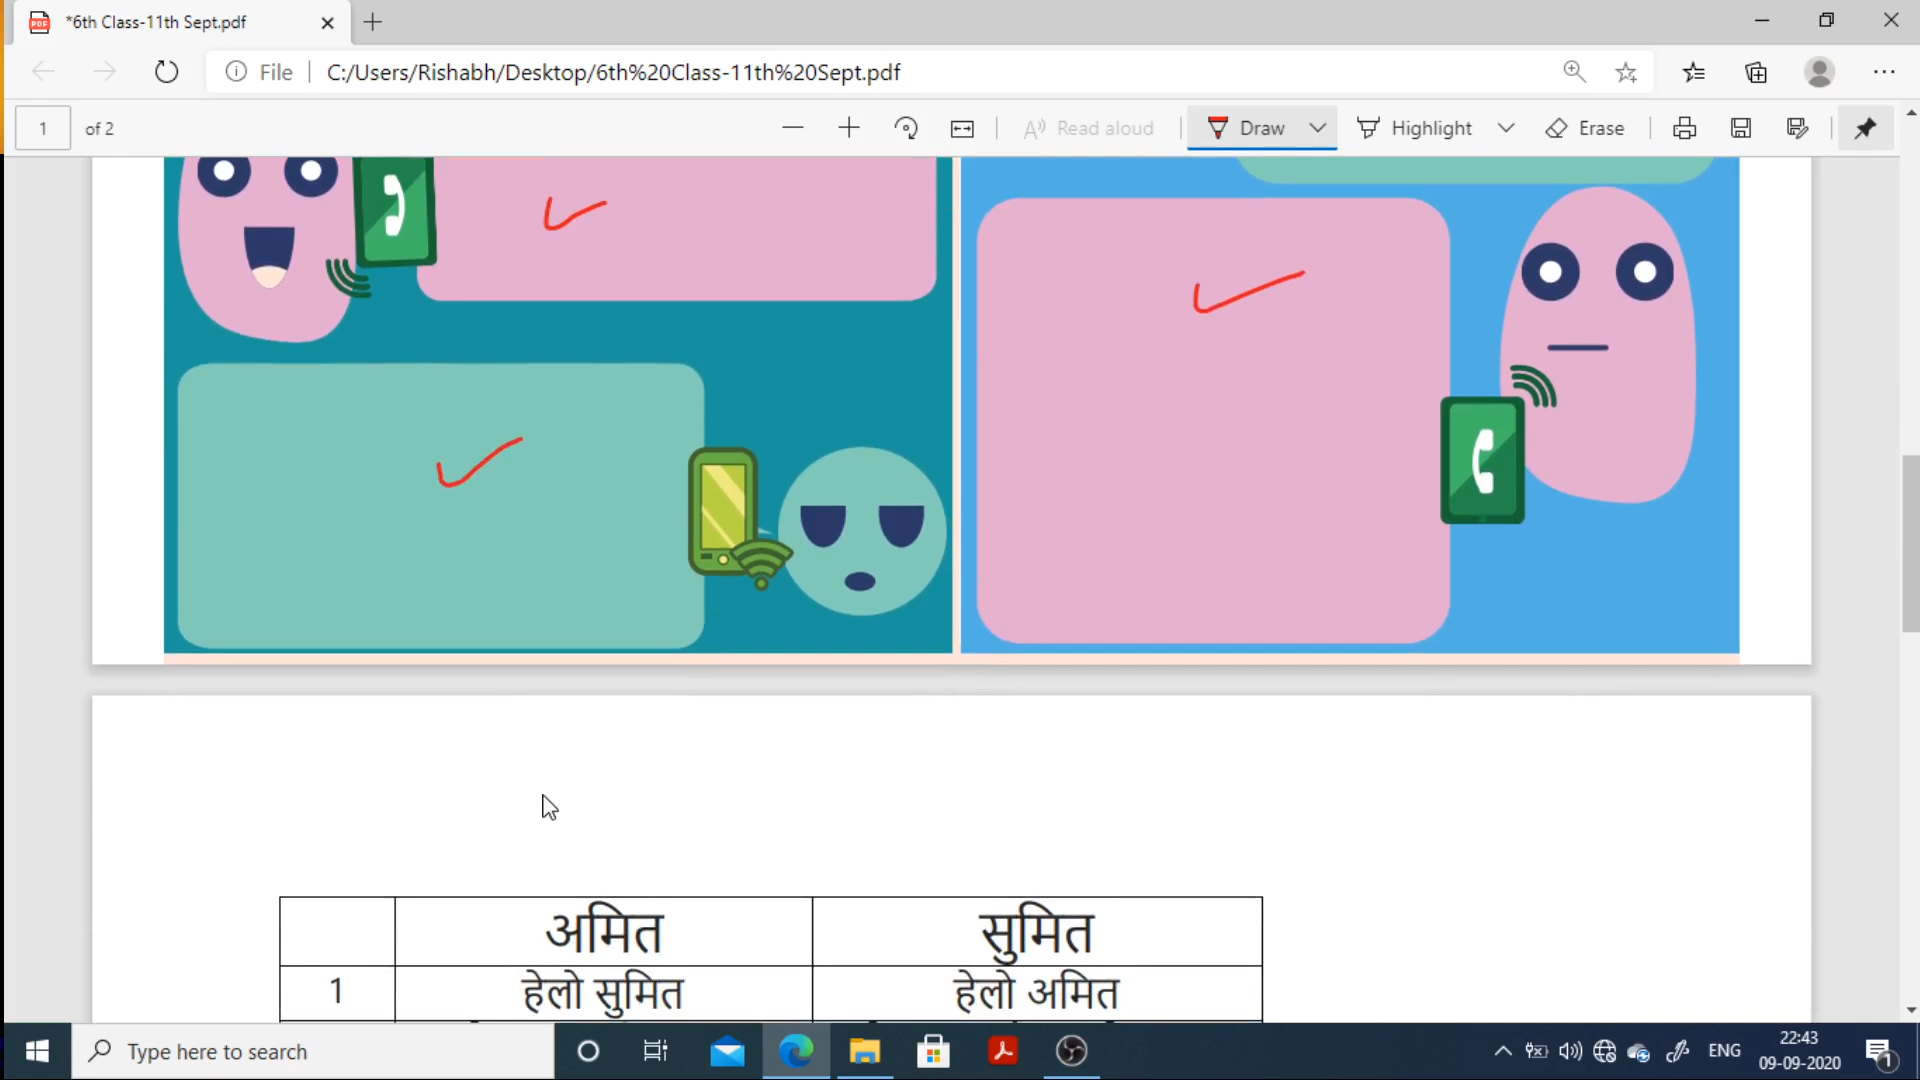 *6th Class-11th Sept.pdf
File
C:/Users/Rishabh/Desktop/6th%20Class-11th%20Sept.pdf
1 of 2
Read aloud
Draw
Highlight
Erase
अमित सुमित
1 हेलो सुमित हेलो अमित
Type here to search
ENG
22:43
09-09-2020
1